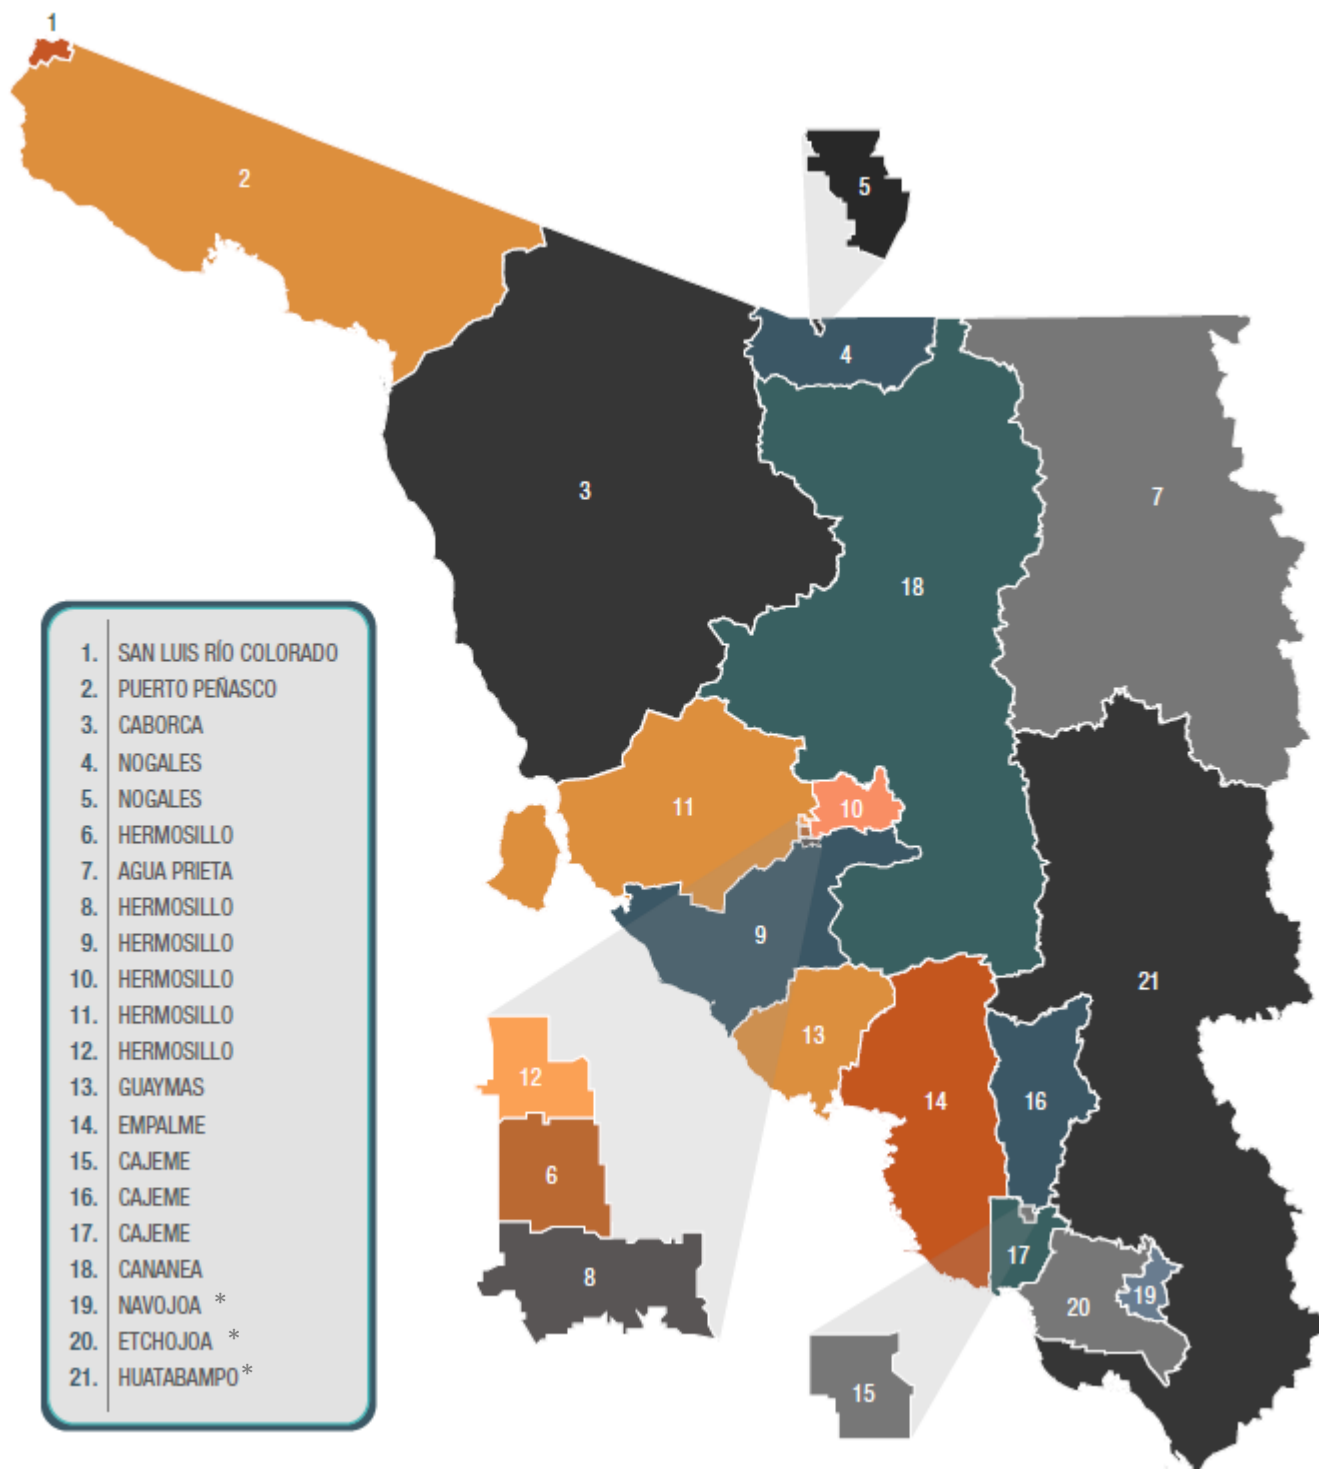 1
2
5
4
3
7
18
11
10
9
21
13
12
14
16
6
17
8
19
20
15
1. SAN LUIS RÍO COLORADO
2. PUERTO PEÑASCO
3. CABORCA
4. NOGALES
5. NOGALES
6. HERMOSILLO
7. AGUA PRIETA
8. HERMOSILLO
9. HERMOSILLO
10. HERMOSILLO
11. HERMOSILLO
12. HERMOSILLO
13. GUAYMAS
14. EMPALME
15. CAJEME
16. CAJEME
17. CAJEME
18. CANANEA
19. NAVOJOA *
20. ETCHOJOA *
21. HUATABAMPO*